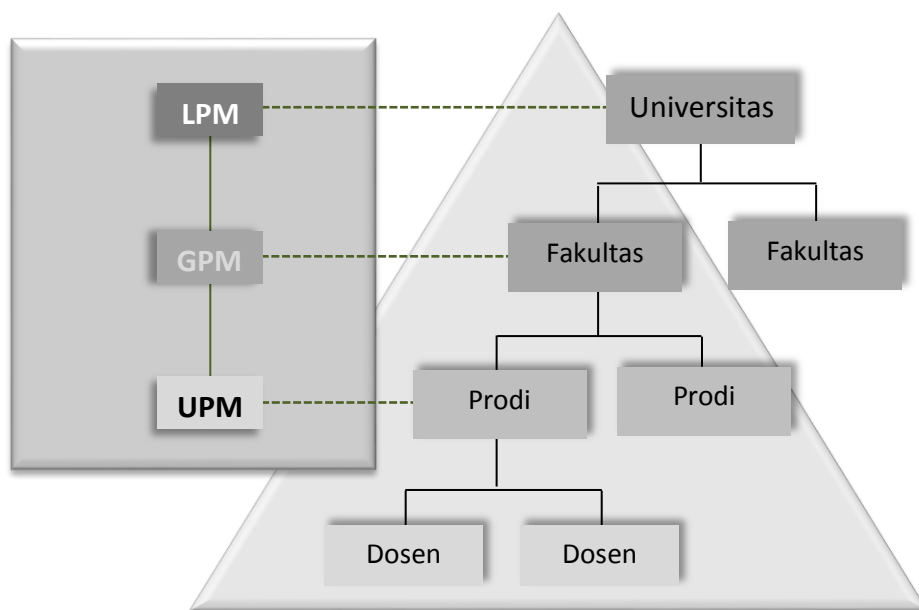 LPM
Universitas
GPM
Fakultas
Fakultas
UPM
Prodi
Prodi
Dosen
Dosen